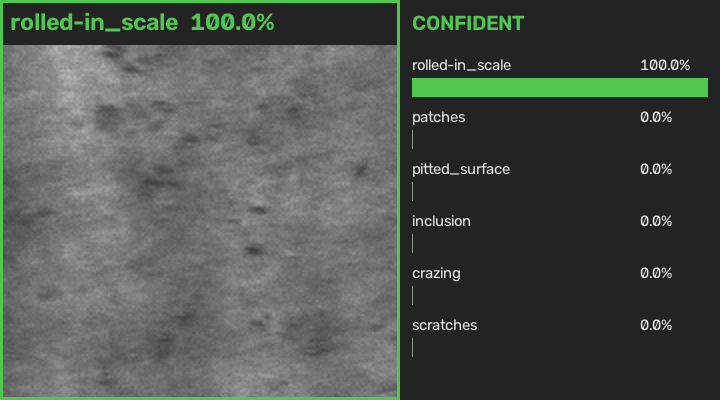 rolled-in_scale 100.0%
CONFIDENT
rolled-in_scale 100.0%
patches 0.0%
pitted_surface 0.0%
inclusion 0.0%
crazing 0.0%
scratches 0.0%